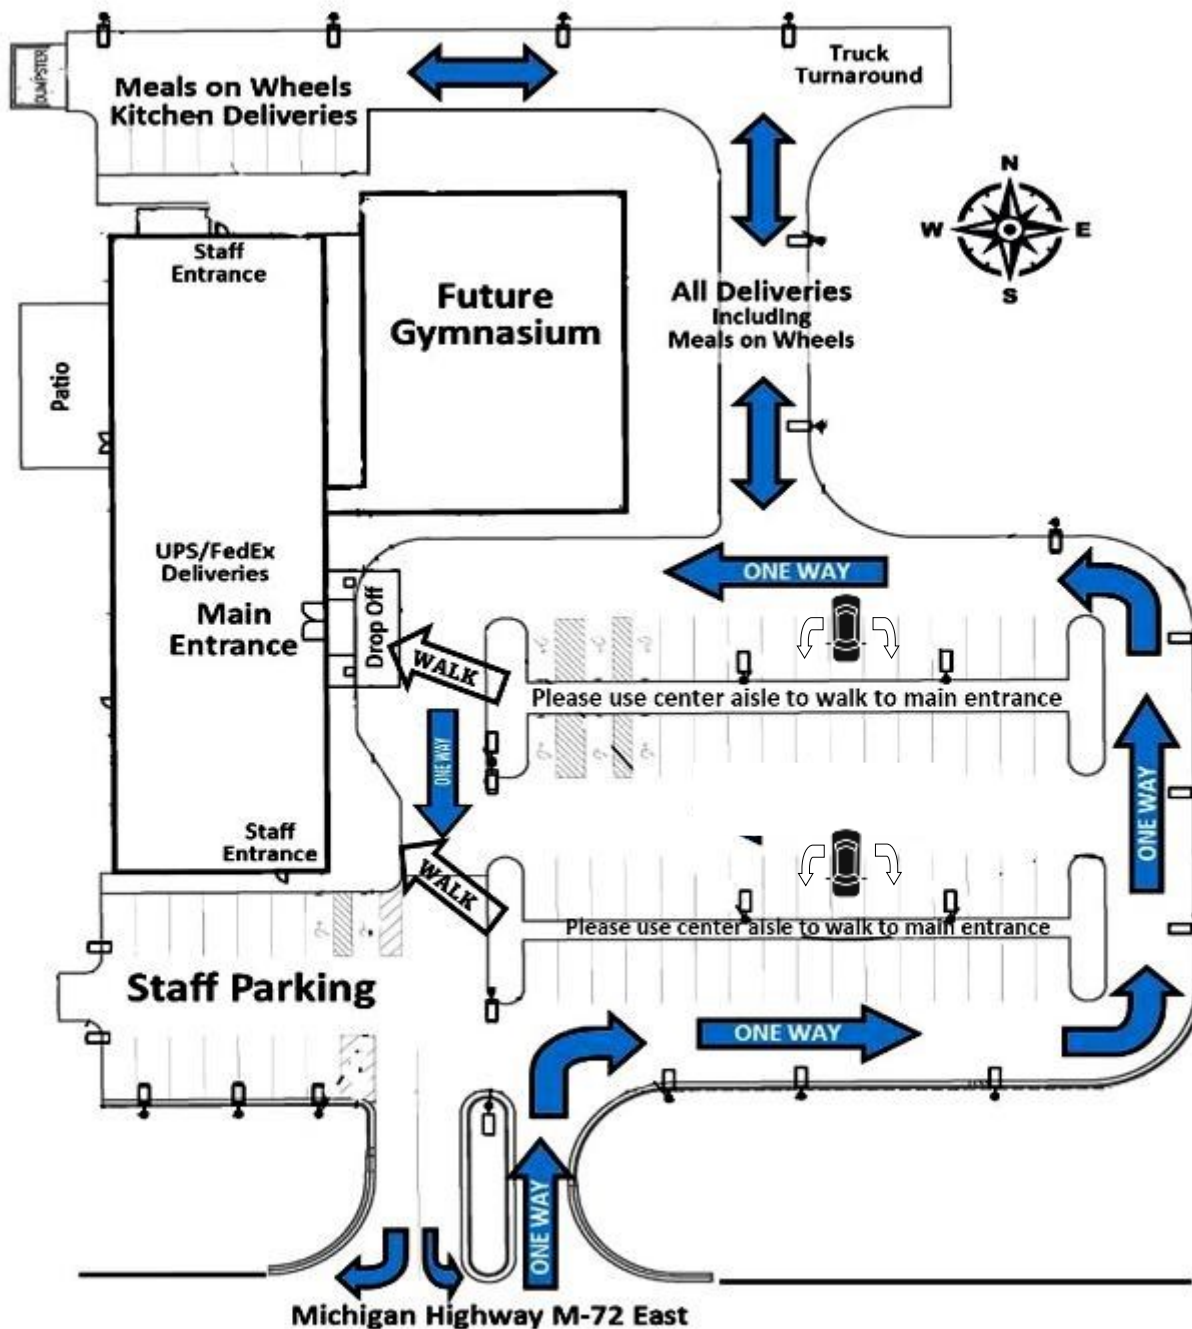 DUMPSTER
Meals on Wheels
Kitchen Deliveries
Truck
Turnaround
N
W
E
S
Staff
Entrance
Future
Gymnasium
All Deliveries
Including
Meals on Wheels
Patio
UPS/FedEx
Deliveries
Main
Entrance
Drop Off
ONE WAY
WALK
Please use center aisle to walk to main entrance
ONE WAY
ONE WAY
Staff
Entrance
WALK
Please use center aisle to walk to main entrance
Staff Parking
ONE WAY
ONE WAY
Michigan Highway M-72 East